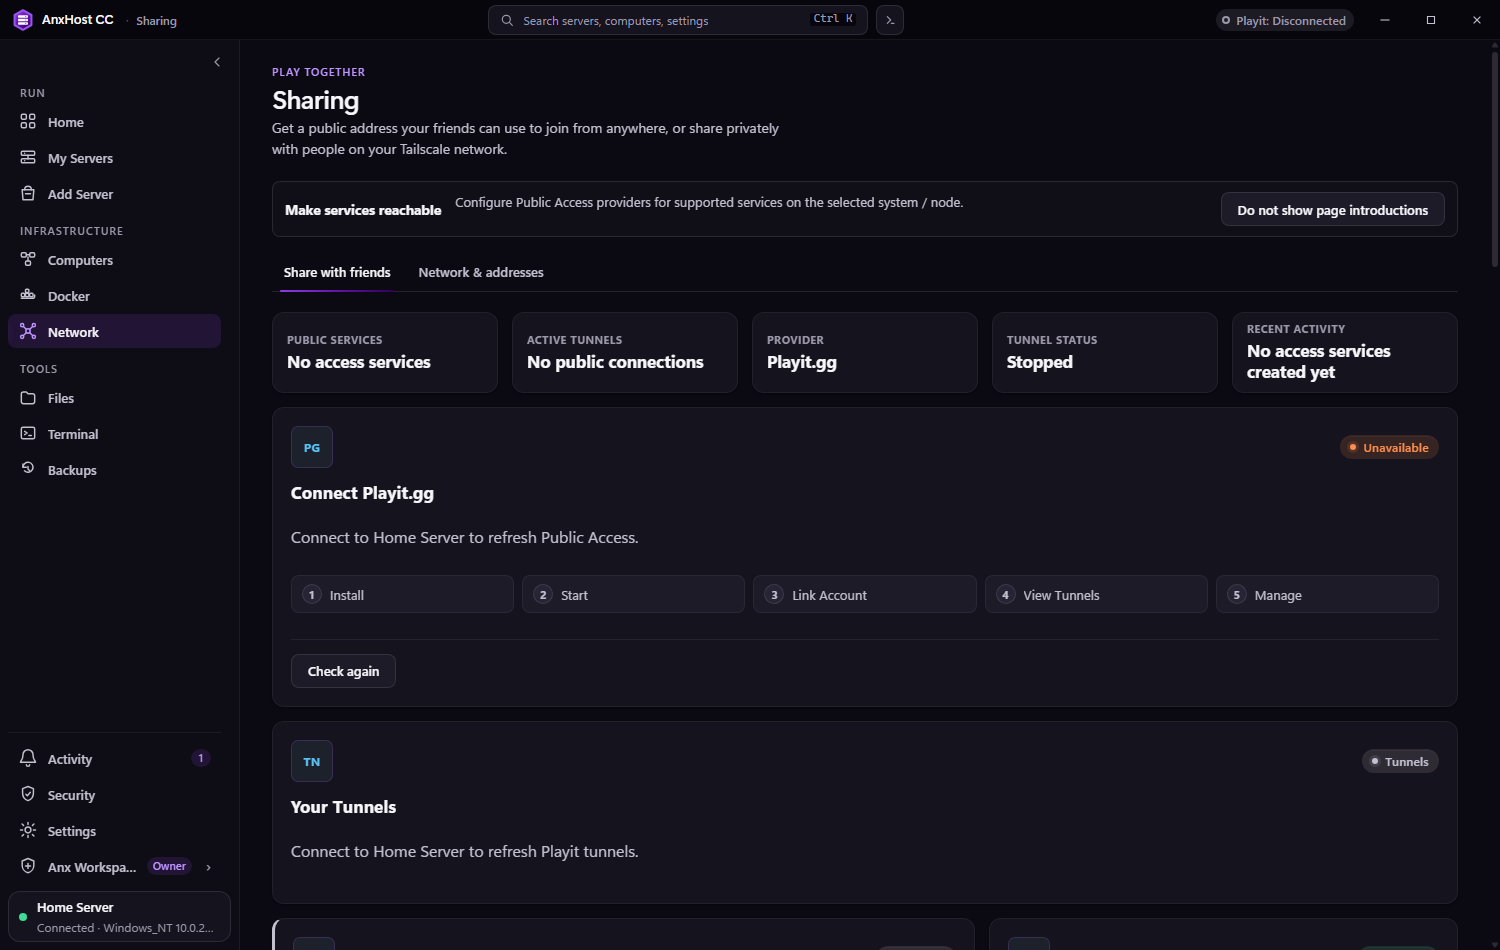 AnxHost CC · Sharing
Search servers, computers, settings
Ctrl K
Playit: Disconnected
RUN
Home
My Servers
Add Server
INFRASTRUCTURE
Computers
Docker
Network
TOOLS
Files
Terminal
Backups
Activity
1
Security
Settings
Anx Workspa...
Owner
Home Server
Connected · Windows_NT 10.0.2...
PLAY TOGETHER
Sharing
Get a public address your friends can use to join from anywhere, or share privately
with people on your Tailscale network.
Make services reachable
Configure Public Access providers for supported services on the selected system / node.
Do not show page introductions
Share with friends
Network & addresses
PUBLIC SERVICES
No access services
ACTIVE TUNNELS
No public connections
PROVIDER
Playit.gg
TUNNEL STATUS
Stopped
RECENT ACTIVITY
No access services
created yet
PG
Unavailable
Connect Playit.gg
Connect to Home Server to refresh Public Access.
1 Install
2 Start
3 Link Account
4 View Tunnels
5 Manage
Check again
TN
Tunnels
Your Tunnels
Connect to Home Server to refresh Playit tunnels.